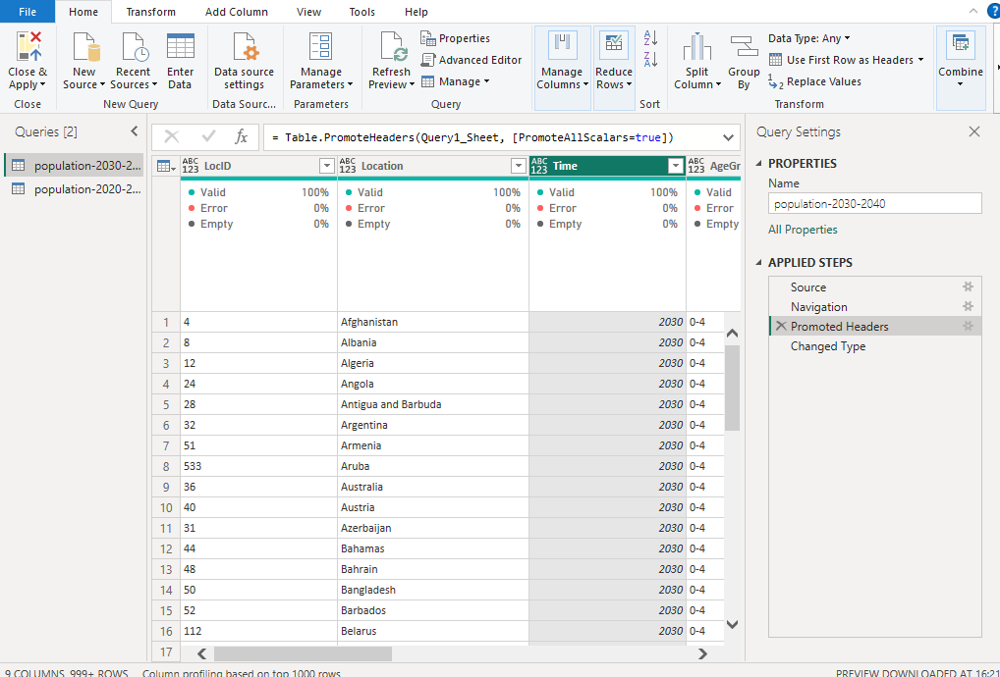 File Home Transform Add Column View Tools Help
Close & Apply
New Source
Recent Sources
Enter Data
Data source settings
Manage Parameters
Refresh Preview
Properties
Advanced Editor
Manage
Manage Columns
Reduce Rows
Split Column
Group By
Data Type: Any
Use First Row as Headers
Replace Values
Combine
Close New Query Data Sourc... Parameters Query Sort Transform
Queries [2]
population-2030-2...
population-2020-2...
fx = Table.PromoteHeaders(Query1_Sheet, [PromoteAllScalars=true])
ABC 123 LocID ABC 123 Location ABC 123 Time ABC 123 AgeGr
Valid 100% Valid 100% Valid 100% Valid
Error 0% Error 0% Error 0% Error
Empty 0% Empty 0% Empty 0% Empty
1 4 Afghanistan 2030 0-4
2 8 Albania 2030 0-4
3 12 Algeria 2030 0-4
4 24 Angola 2030 0-4
5 28 Antigua and Barbuda 2030 0-4
6 32 Argentina 2030 0-4
7 51 Armenia 2030 0-4
8 533 Aruba 2030 0-4
9 36 Australia 2030 0-4
10 40 Austria 2030 0-4
11 31 Azerbaijan 2030 0-4
12 44 Bahamas 2030 0-4
13 48 Bahrain 2030 0-4
14 50 Bangladesh 2030 0-4
15 52 Barbados 2030 0-4
16 112 Belarus 2030 0-4
17
Query Settings
PROPERTIES
Name
population-2030-2040
All Properties
APPLIED STEPS
Source
Navigation
Promoted Headers
Changed Type
9 COLUMNS, 999+ ROWS Column profiling based on top 1000 rows PREVIEW DOWNLOADED AT 16:21